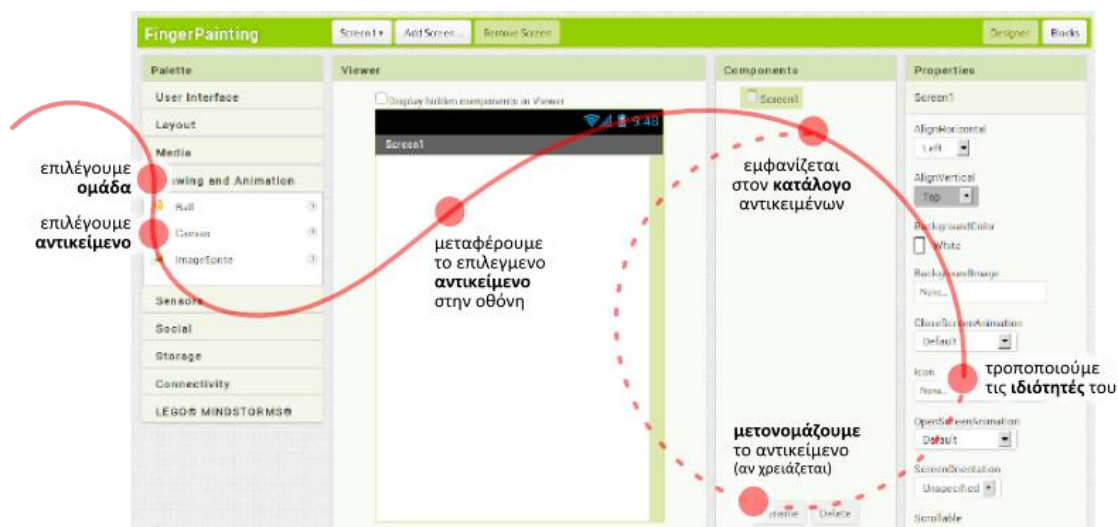 FingerPainting
Screen1 Add Screen ... Remove Screen
Designer Blocks
Palette
User Interface
Layout
Media
wing and Animation
Ball
Canvas
ImageSprite
Sensors
Social
Storage
Connectivity
LEGO® MINDSTORMS®
επιλέγουμε
ομάδα
επιλέγουμε
αντικείμενο
Viewer
Display hidden components in Viewer
9:48
Screen1
μεταφέρουμε
το επιλεγμενο
αντικείμενο
στην οθόνη
Components
Screen1
εμφανίζεται
στον κατάλογο
αντικειμένων
μετονομάζουμε
το αντικείμενο
(αν χρειάζεται)
ename Delete
Properties
Screen1
AlignHorizontal
Left
AlignVertical
Top
BackgroundColor
White
BackgroundImage
None...
CloseScreenAnimation
Default
Icon
None...
τροποποιούμε
τις ιδιότητές του
OpenScreenAnimation
Default
ScreenOrientation
Unspecified
Scrollable